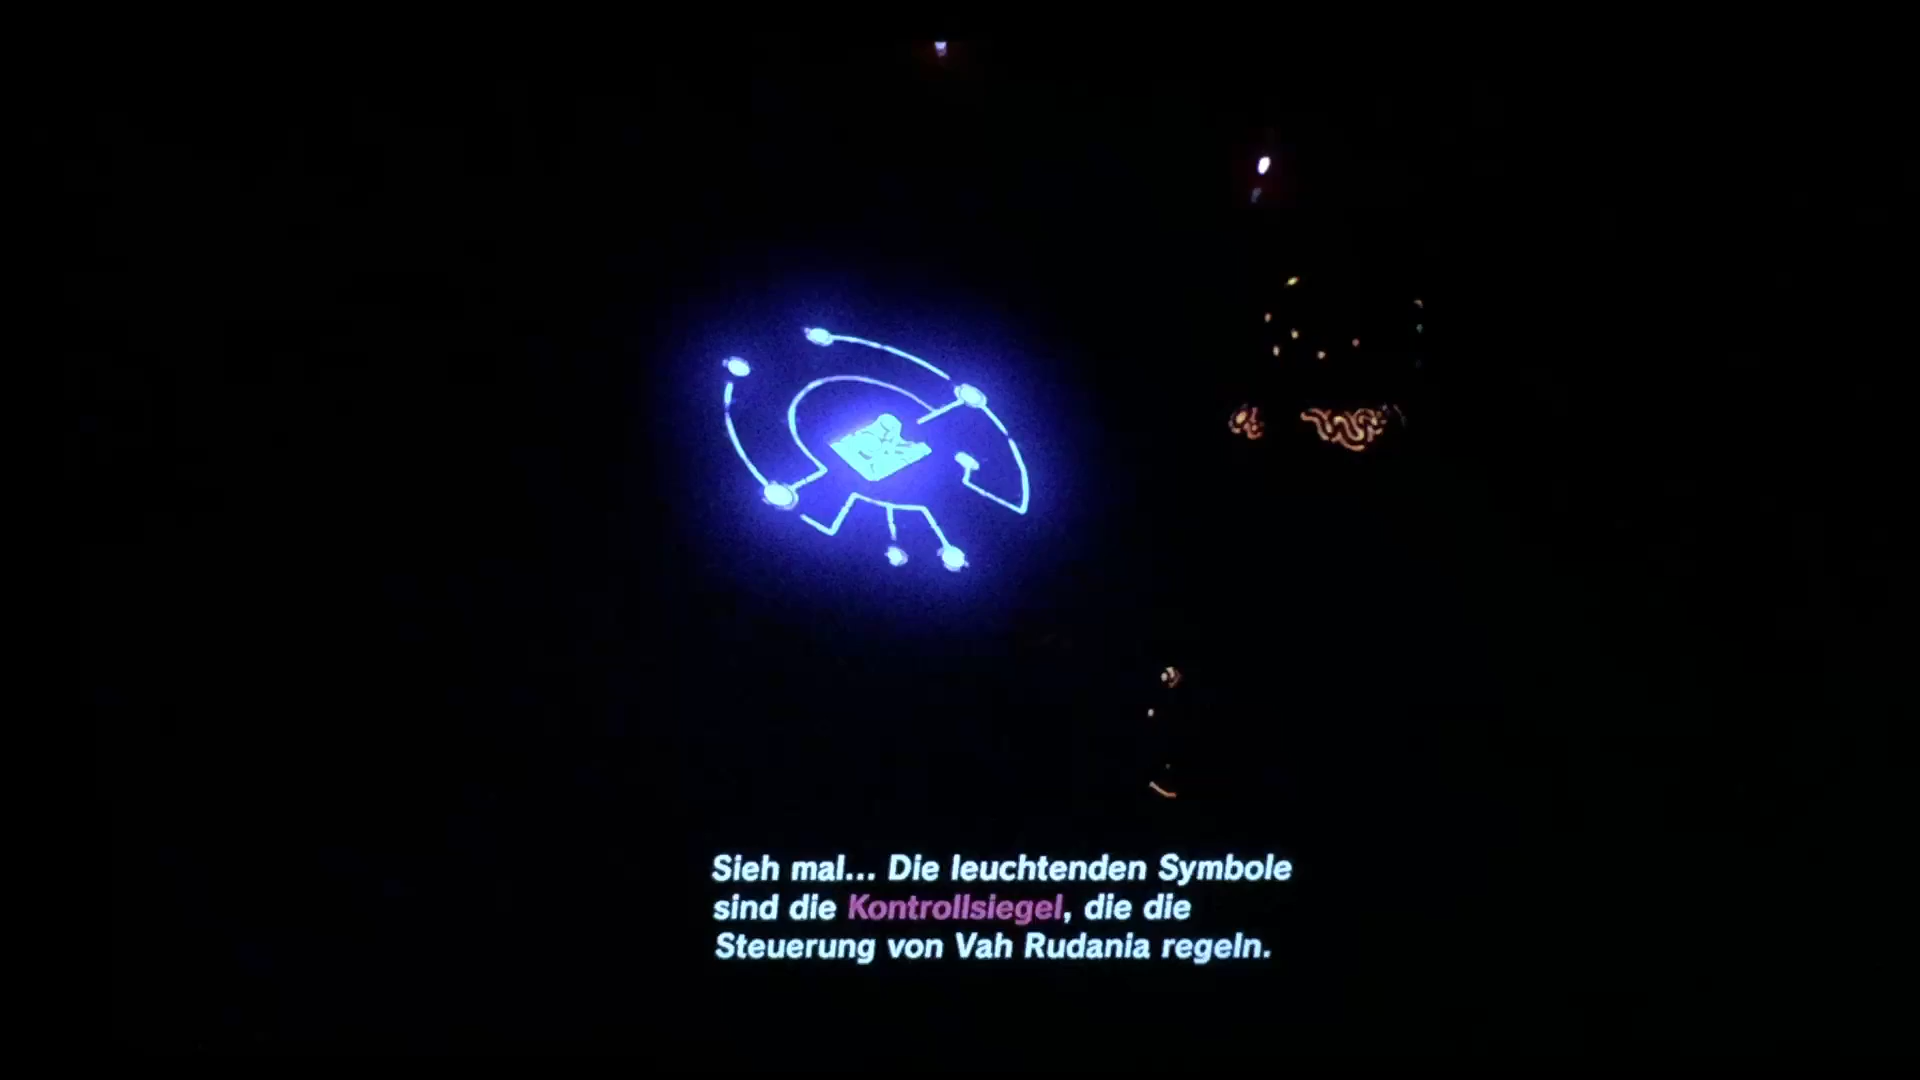 Sieh mal... Die leuchtenden Symbole
sind die Kontrollsiegel, die die
Steuerung von Vah Rudania regeln.